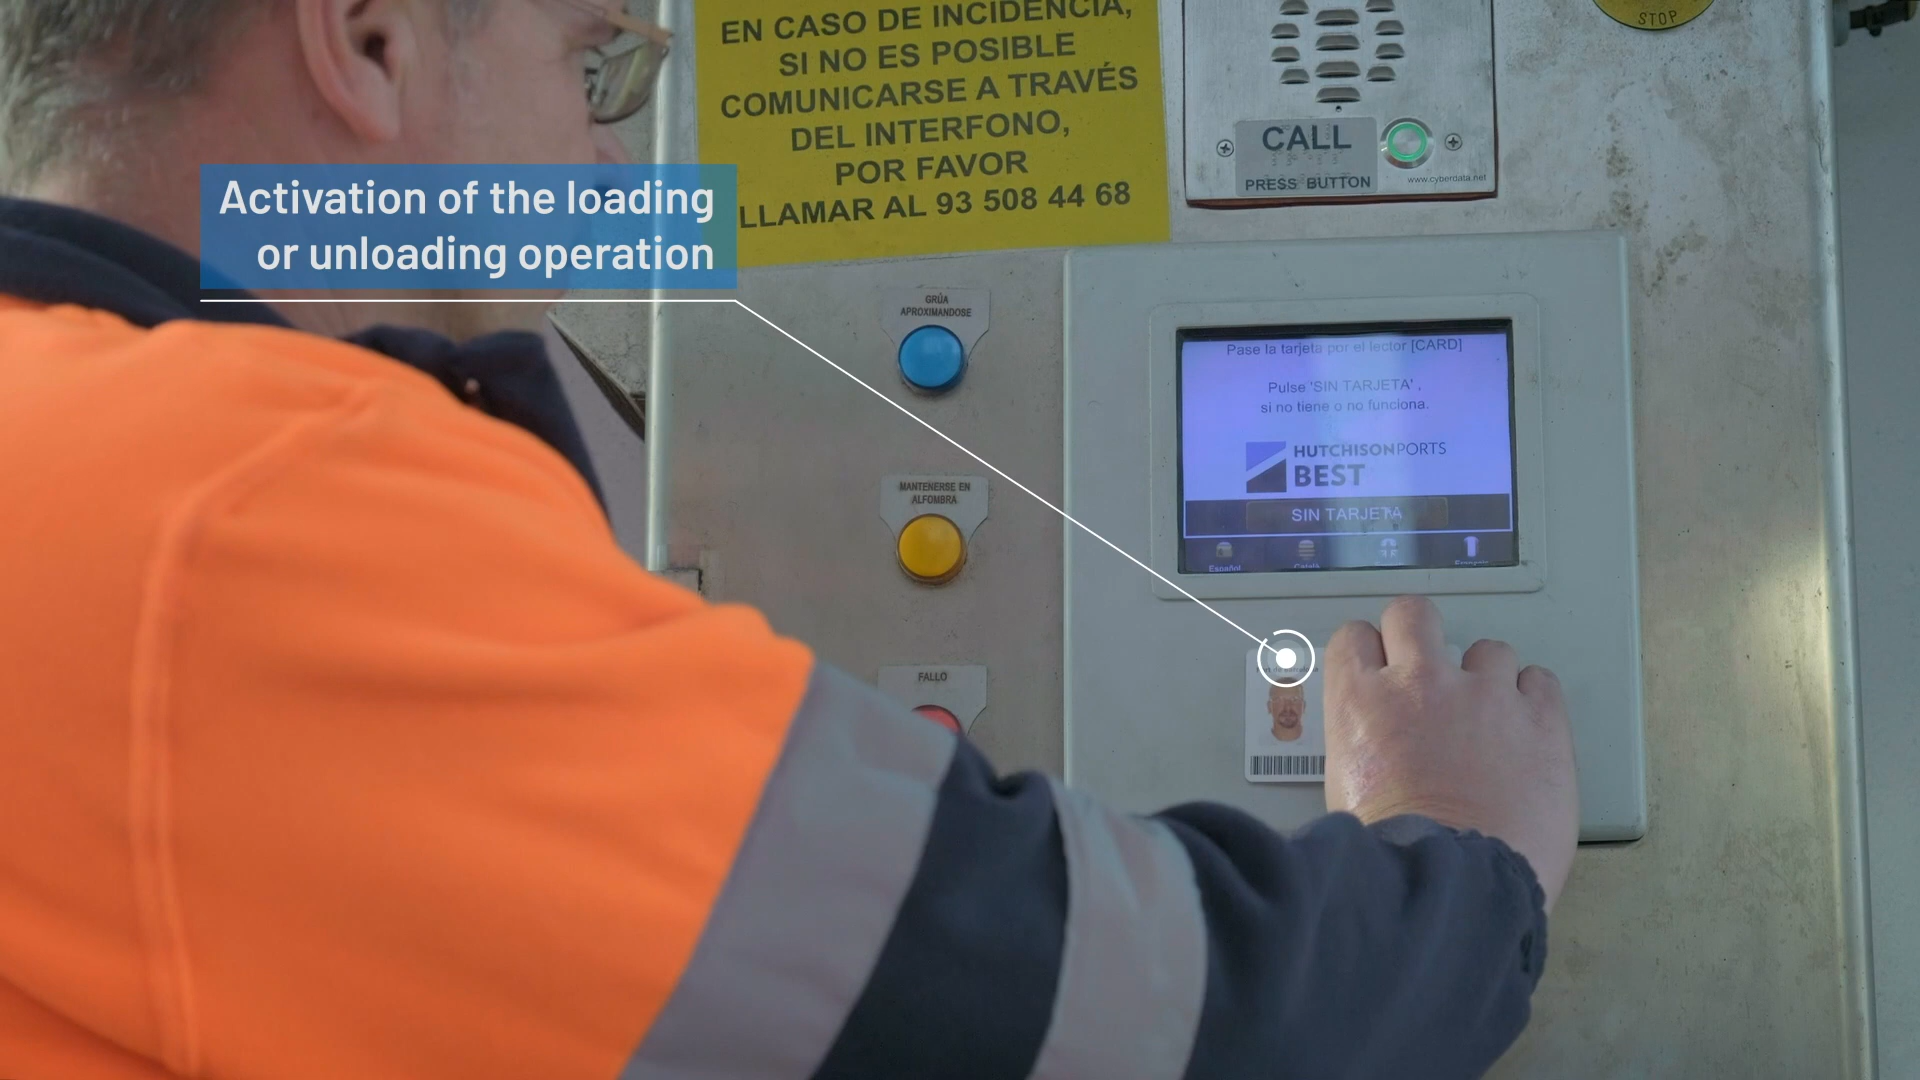 EN CASO DE INCIDENCIA,
SI NO ES POSIBLE
COMUNICARSE A TRAVÉS
DEL INTERFONO,
POR FAVOR
LLAMAR AL 93 508 44 68
STOP
CALL
PRESS BUTTON
www.cyberdata.net
Activation of the loading
or unloading operation
GRÚA
APROXIMANDOSE
MANTENERSE EN
ALFOMBRA
FALLO
Pase la tarjeta por el lector [CARD]
Pulse 'SIN TARJETA' ,
si no tiene o no funciona.
HUTCHISONPORTS
BEST
SIN TARJETA
Español
Català